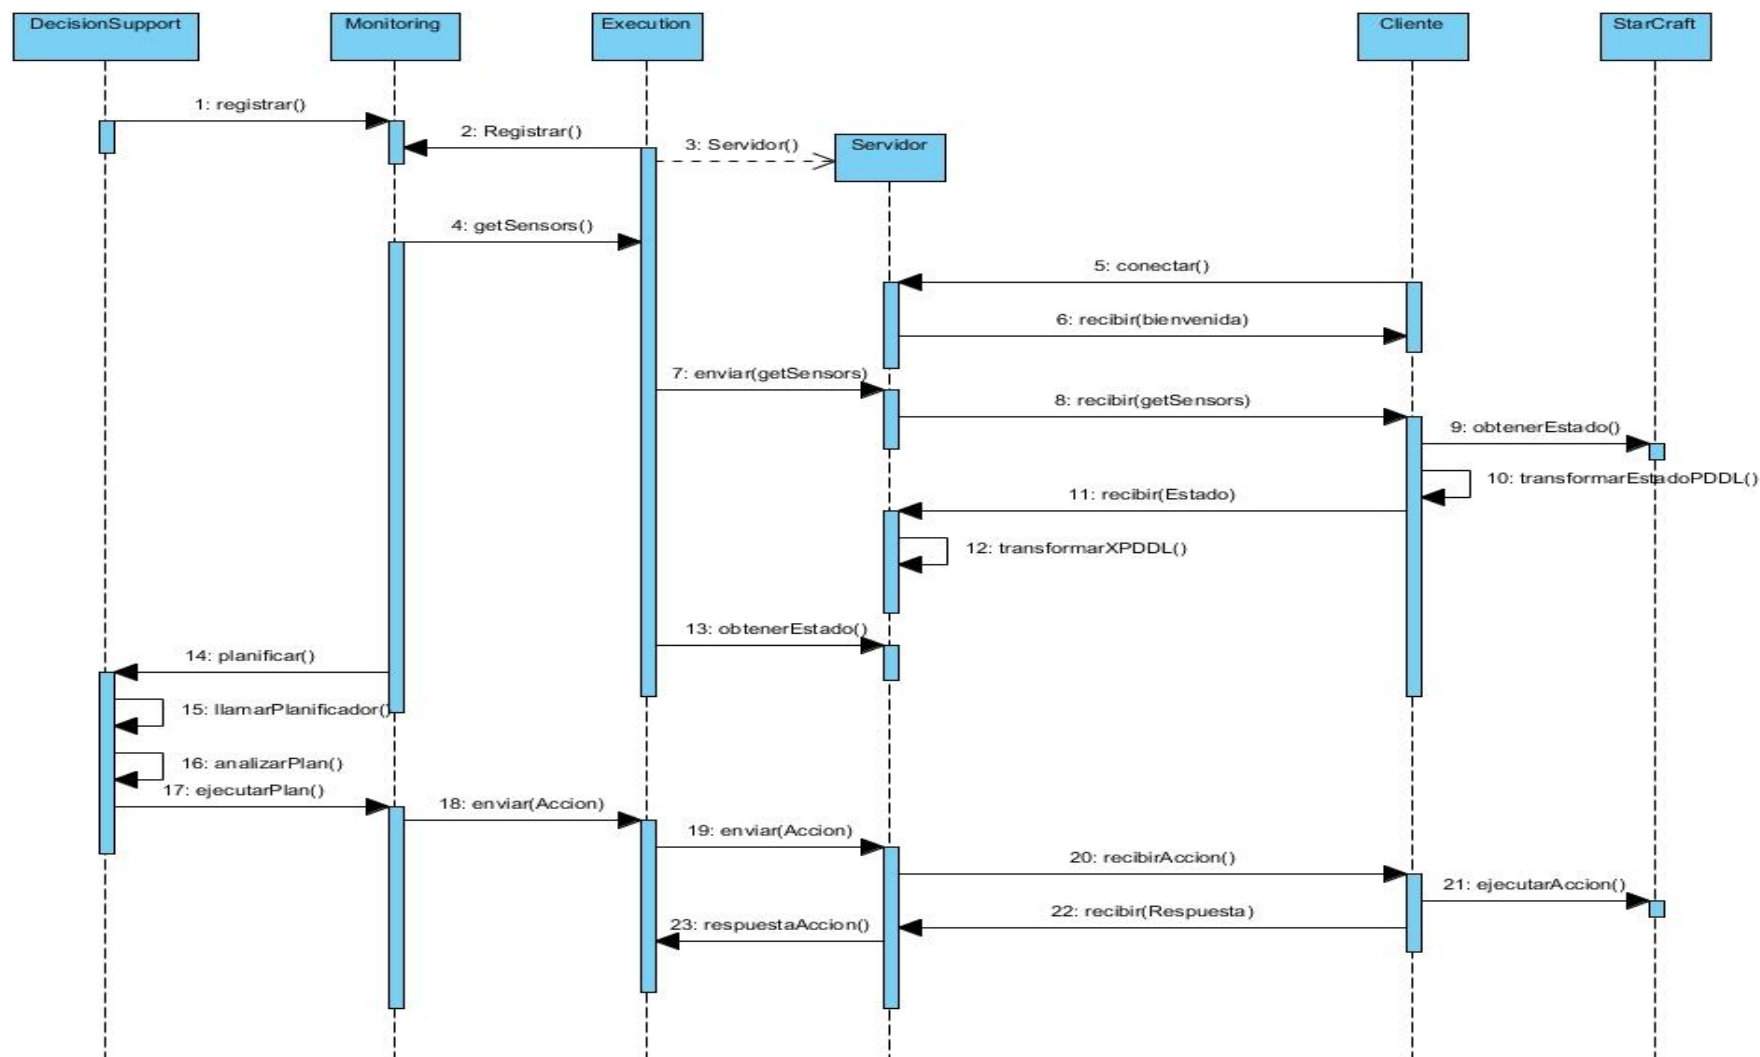 DecisionSupport
Monitoring
Execution
Cliente
StarCraft
1: registrar()
2: Registrar()
3: Servidor()
Servidor
4: getSensors()
5: conectar()
6: recibir(bienvenida)
7: enviar(getSensors)
8: recibir(getSensors)
9: obtenerEstado()
10: transformarEstadoPDDL()
11: recibir(Estado)
12: transformarXPDDL()
13: obtenerEstado()
14: planificar()
15: llamarPlanificador()
16: analizarPlan()
17: ejecutarPlan()
18: enviar(Accion)
19: enviar(Accion)
20: recibirAccion()
21: ejecutarAccion()
22: recibir(Respuesta)
23: respuestaAccion()